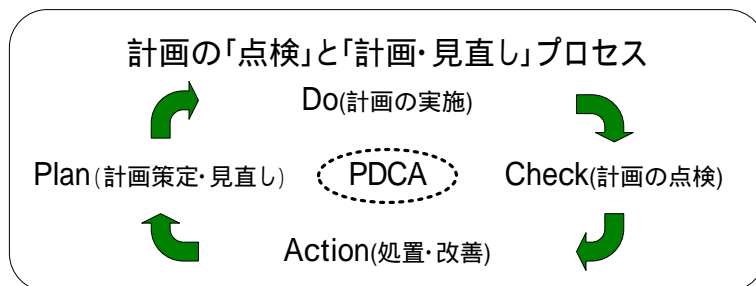 計画の「点検」と「計画・見直し」プロセス
Do(計画の実施)
Plan(計画策定・見直し)
PDCA
Check(計画の点検)
Action(処置・改善)